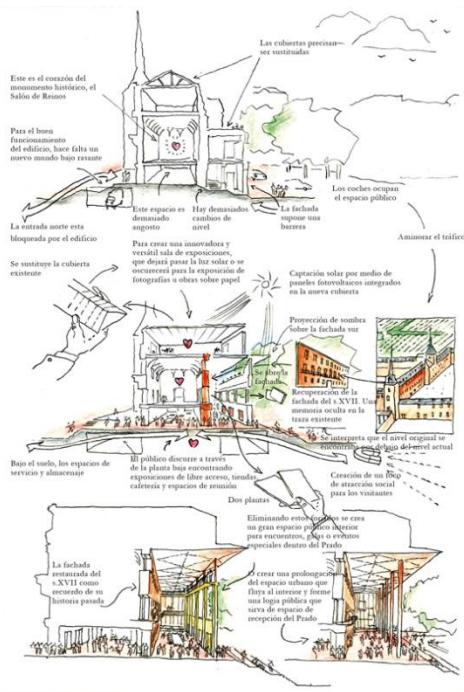 Las cubiertas precisan
ser sustituidas
Este es el corazón del
monumento histórico, el
Salón de Reinos
Para el buen
funcionamiento
del edificio, hace falta un
nuevo mundo bajo rasante
Los coches ocupan
el espacio público
Este espacio es
demasiado
angosto
Hay demasiados
cambios de
nivel
La fachada
supone una
barrera
La entrada norte esta
bloqueada por el edificio
Aminorar el tráfico
Para crear una innovadora y
versátil sala de exposiciones,
que dejará pasar la luz solar o se
oscurecerá para la exposición de
fotografías u obras sobre papel
Se sustituye la cubierta
existente
Captación solar por medio de
paneles fotovoltaicos integrados
en la nueva cubierta
Proyección de sombra
sobre la fachada sur
Se abre la
fachada
Recuperación de la
fachada del s XVII. Una
memoria oculta en la
traza existente
Se interpreta que el nivel original se
encontraba por debajo del nivel actual
Bajo el suelo, los espacios de
servicio y almacenaje
El público discurre a través
de la planta baja encontrando
exposiciones de libre acceso, tiendas,
cafetería y espacios de reunión
Creación de un foco
de atracción social
para los visitantes
Dos plantas
Eliminando estos forjados se crea
un gran espacio público interior
para encuentros, galas o eventos
especiales dentro del Prado
La fachada
restaurada del
s.XVII como
recuerdo de su
historia pasada
O crear una prolongación
del espacio urbano que
fluya al interior y forme
una logia pública que
sirva de espacio de
recepción del Prado